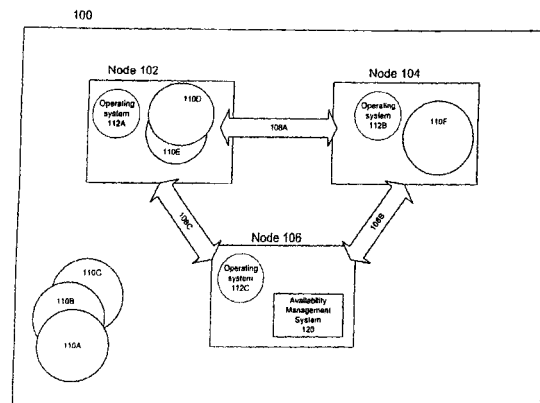 100
Node 102
Operating
system
112A
110D
110E
108A
Node 104
Operating
system
112B
110F
108C
108B
Node 106
Operating
system
112C
Availability
Management
System
120
110C
110B
110A